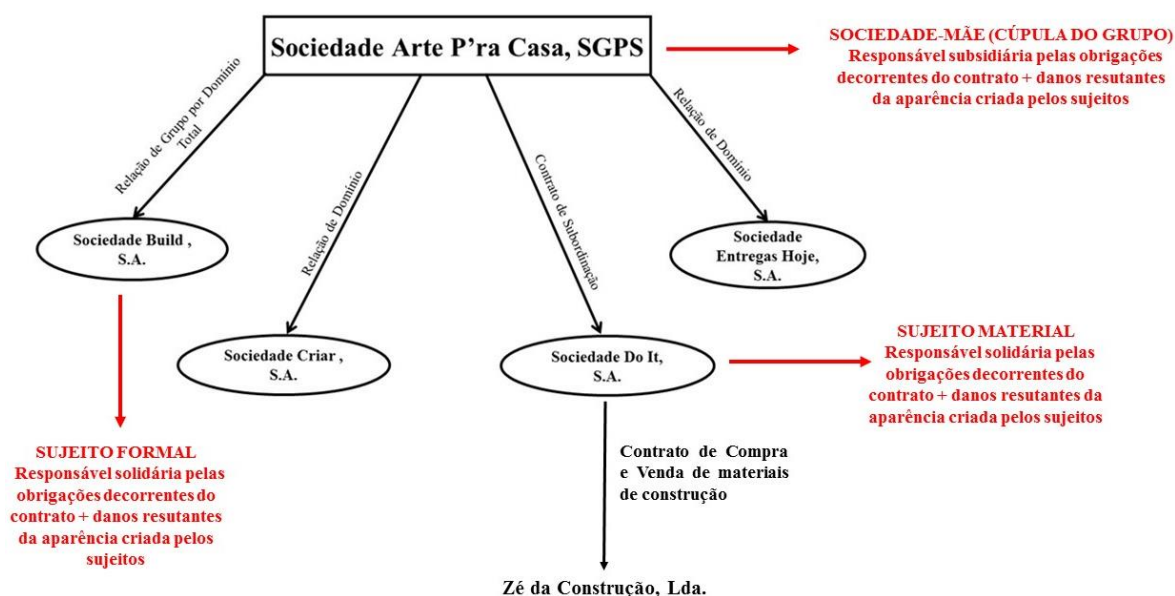 Sociedade Arte P’ra Casa, SGPS
SOCIEDADE-MÃE (CÚPULA DO GRUPO)
Responsável subsidiária pelas obrigações
decorrentes do contrato + danos resutantes
da aparência criada pelos sujeitos
Relação de Grupo por Domínio
Total
Relação de Domínio
Contrato de Subordinação
Relação de Domínio
Sociedade Build ,
S.A.
Sociedade
Entregas Hoje,
S.A.
Sociedade Criar ,
S.A.
Sociedade Do It,
S.A.
SUJEITO MATERIAL
Responsável solidária pelas
obrigações decorrentes do
contrato + danos resutantes da
aparência criada pelos sujeitos
SUJEITO FORMAL
Responsável solidária pelas
obrigações decorrentes do
contrato + danos resutantes
da aparência criada pelos
sujeitos
Contrato de Compra
e Venda de materiais
de construção
Zé da Construção, Lda.